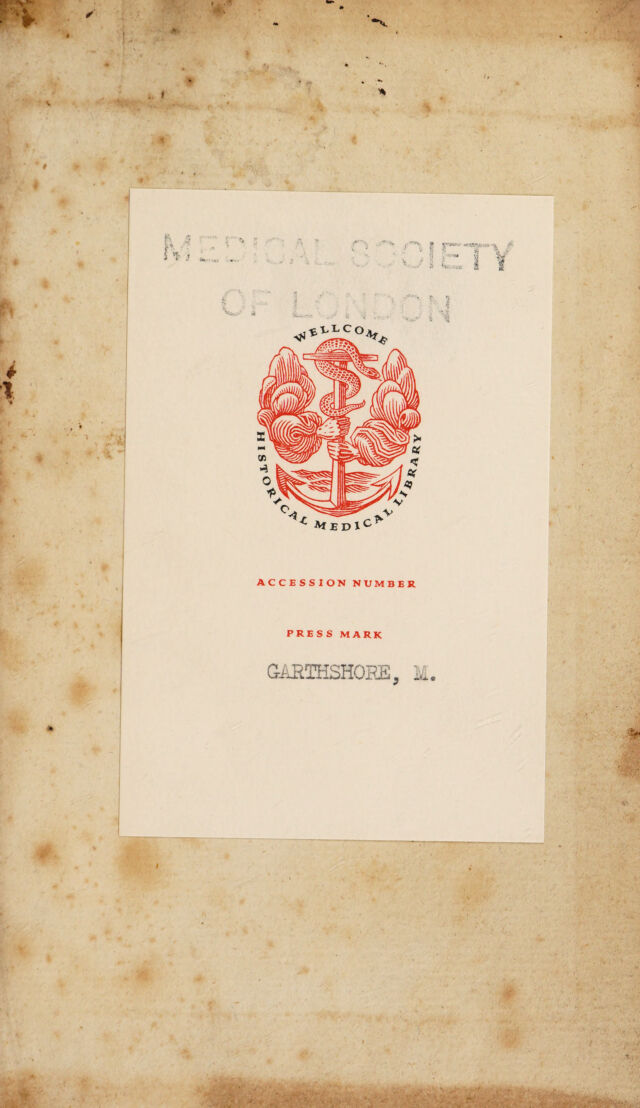 MEDICAL SOCIETY
OF LONDON
WELLCOME
HISTORICAL MEDICAL LIBRARY
ACCESSION NUMBER
PRESS MARK
GARTHSHORE, M.